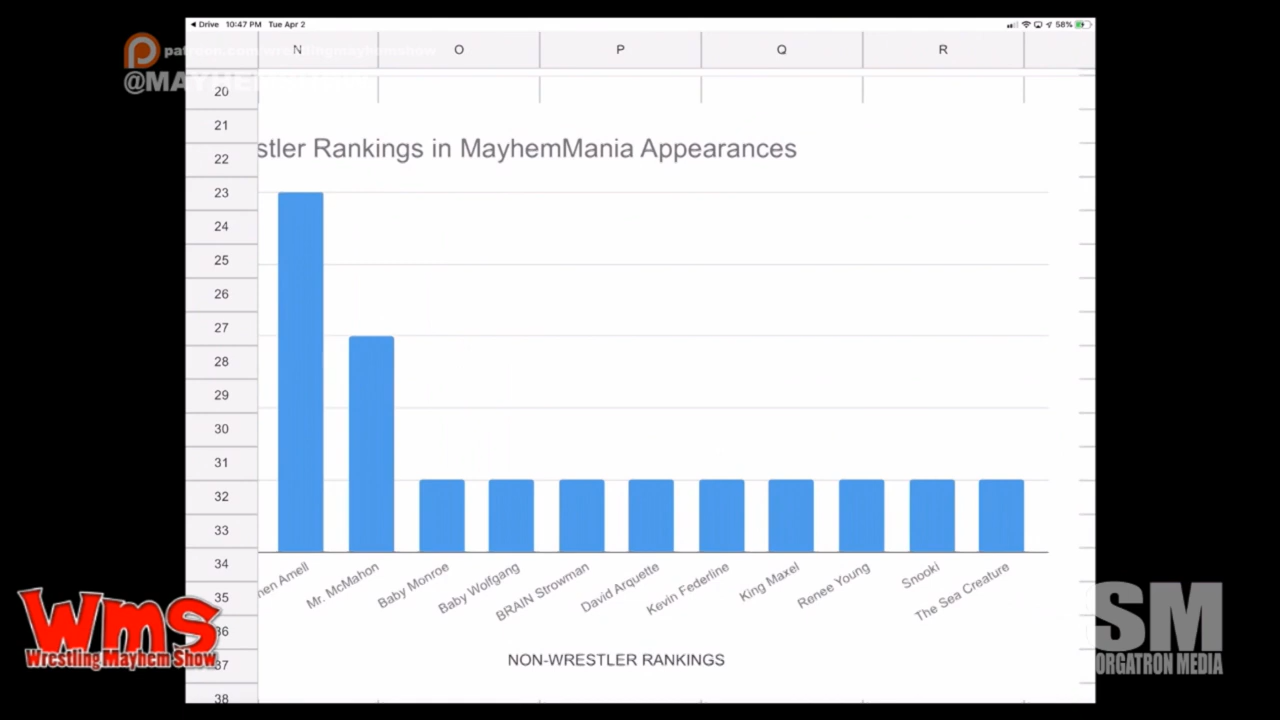 Drive 10:47 PM Tue Apr 2 58%
N O P Q R
20
21
stler Rankings in MayhemMania Appearances
22
23
24
25
26
27
28
29
30
31
32
33
34
35
36
37
38
nen Amell Mr. McMahon Baby Monroe Baby Wolfgang BRAIN Strowman David Arquette Kevin Federline King Maxel Renee Young Snooki The Sea Creature
NON-WRESTLER RANKINGS
wms
Wrestling Mayhem Show
SM
ORGATRON MEDIA